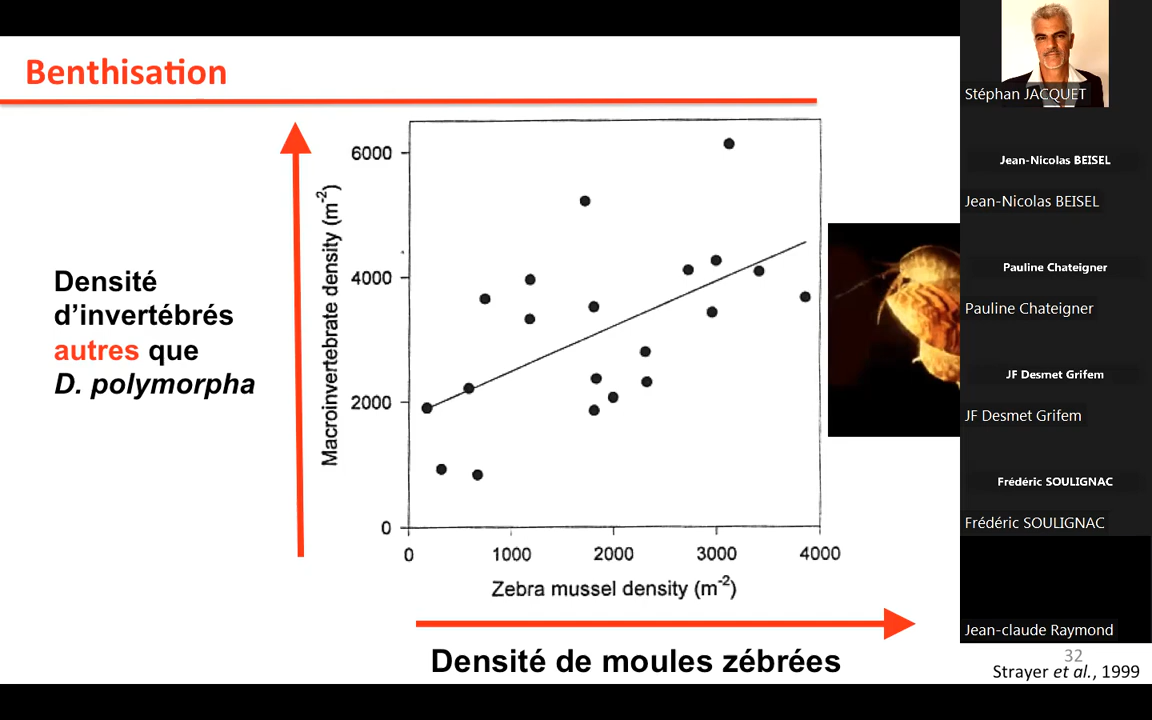 Benthisation
Densité
d’invertébrés
autres que
D. polymorpha
Macroinvertebrate density (m-2)
6000
4000
2000
0
0 1000 2000 3000 4000
Zebra mussel density (m-2)
Densité de moules zébrées
Stéphan JACQUET
Jean-Nicolas BEISEL
Jean-Nicolas BEISEL
Pauline Chateigner
Pauline Chateigner
JF Desmet Grifem
JF Desmet Grifem
Frédéric SOULIGNAC
Frédéric SOULIGNAC
Jean-claude Raymond
32
Strayer et al., 1999